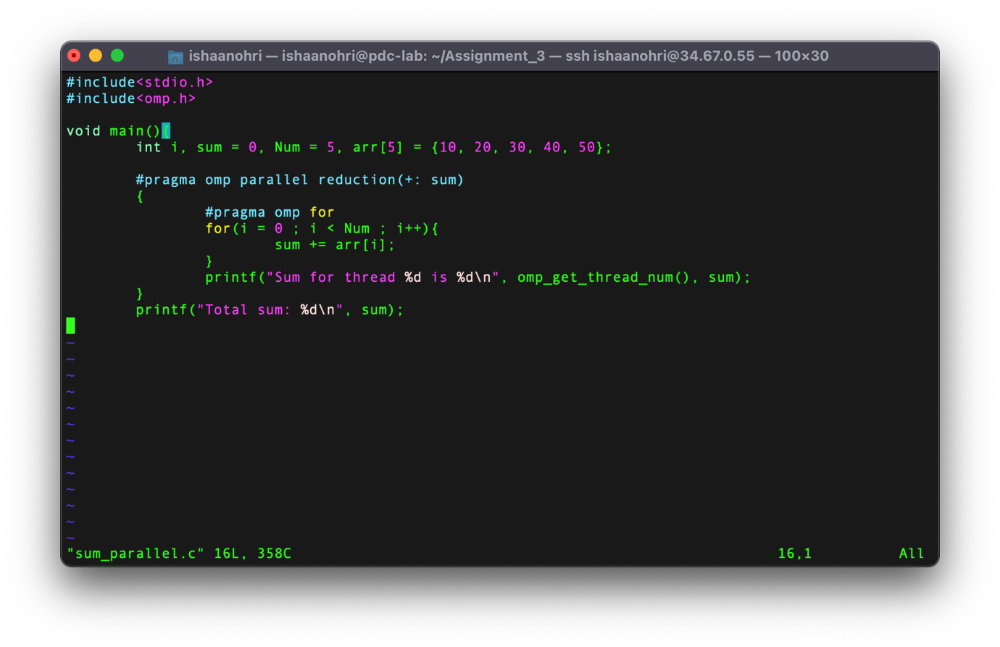 ishaanohri — ishaanohri@pdc-lab: ~/Assignment_3 — ssh ishaanohri@34.67.0.55 — 100×30
#include<stdio.h>
#include<omp.h>

void main(){
        int i, sum = 0, Num = 5, arr[5] = {10, 20, 30, 40, 50};

        #pragma omp parallel reduction(+: sum)
        {
                #pragma omp for
                for(i = 0 ; i < Num ; i++){
                        sum += arr[i];
                }
                printf("Sum for thread %d is %d\n", omp_get_thread_num(), sum);
        }
        printf("Total sum: %d\n", sum);
~
~
~
~
~
~
~
~
~
~
~
~
~
"sum_parallel.c" 16L, 358C 16,1 All